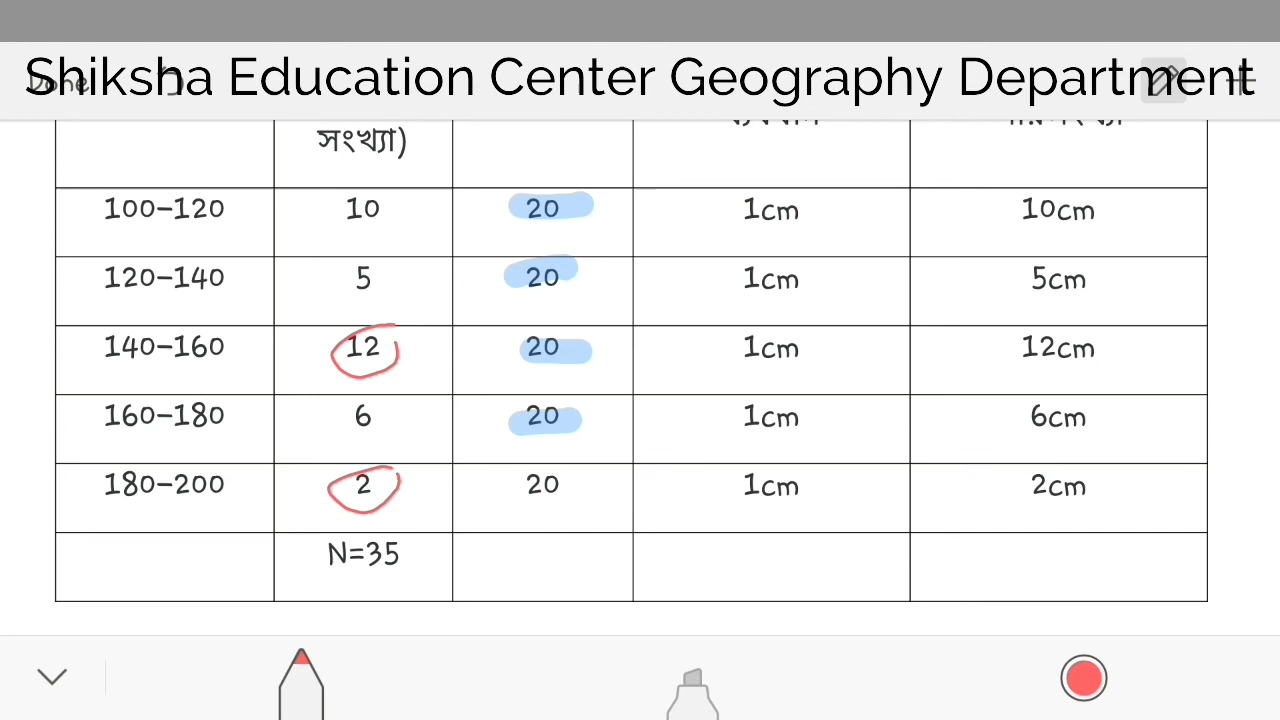 Shiksha Education Center Geography Department
Done
সংখ্যা)
100-120 10 20 1cm 10cm
120-140 5 20 1cm 5cm
140-160 12 20 1cm 12cm
160-180 6 20 1cm 6cm
180-200 2 20 1cm 2cm
N=35